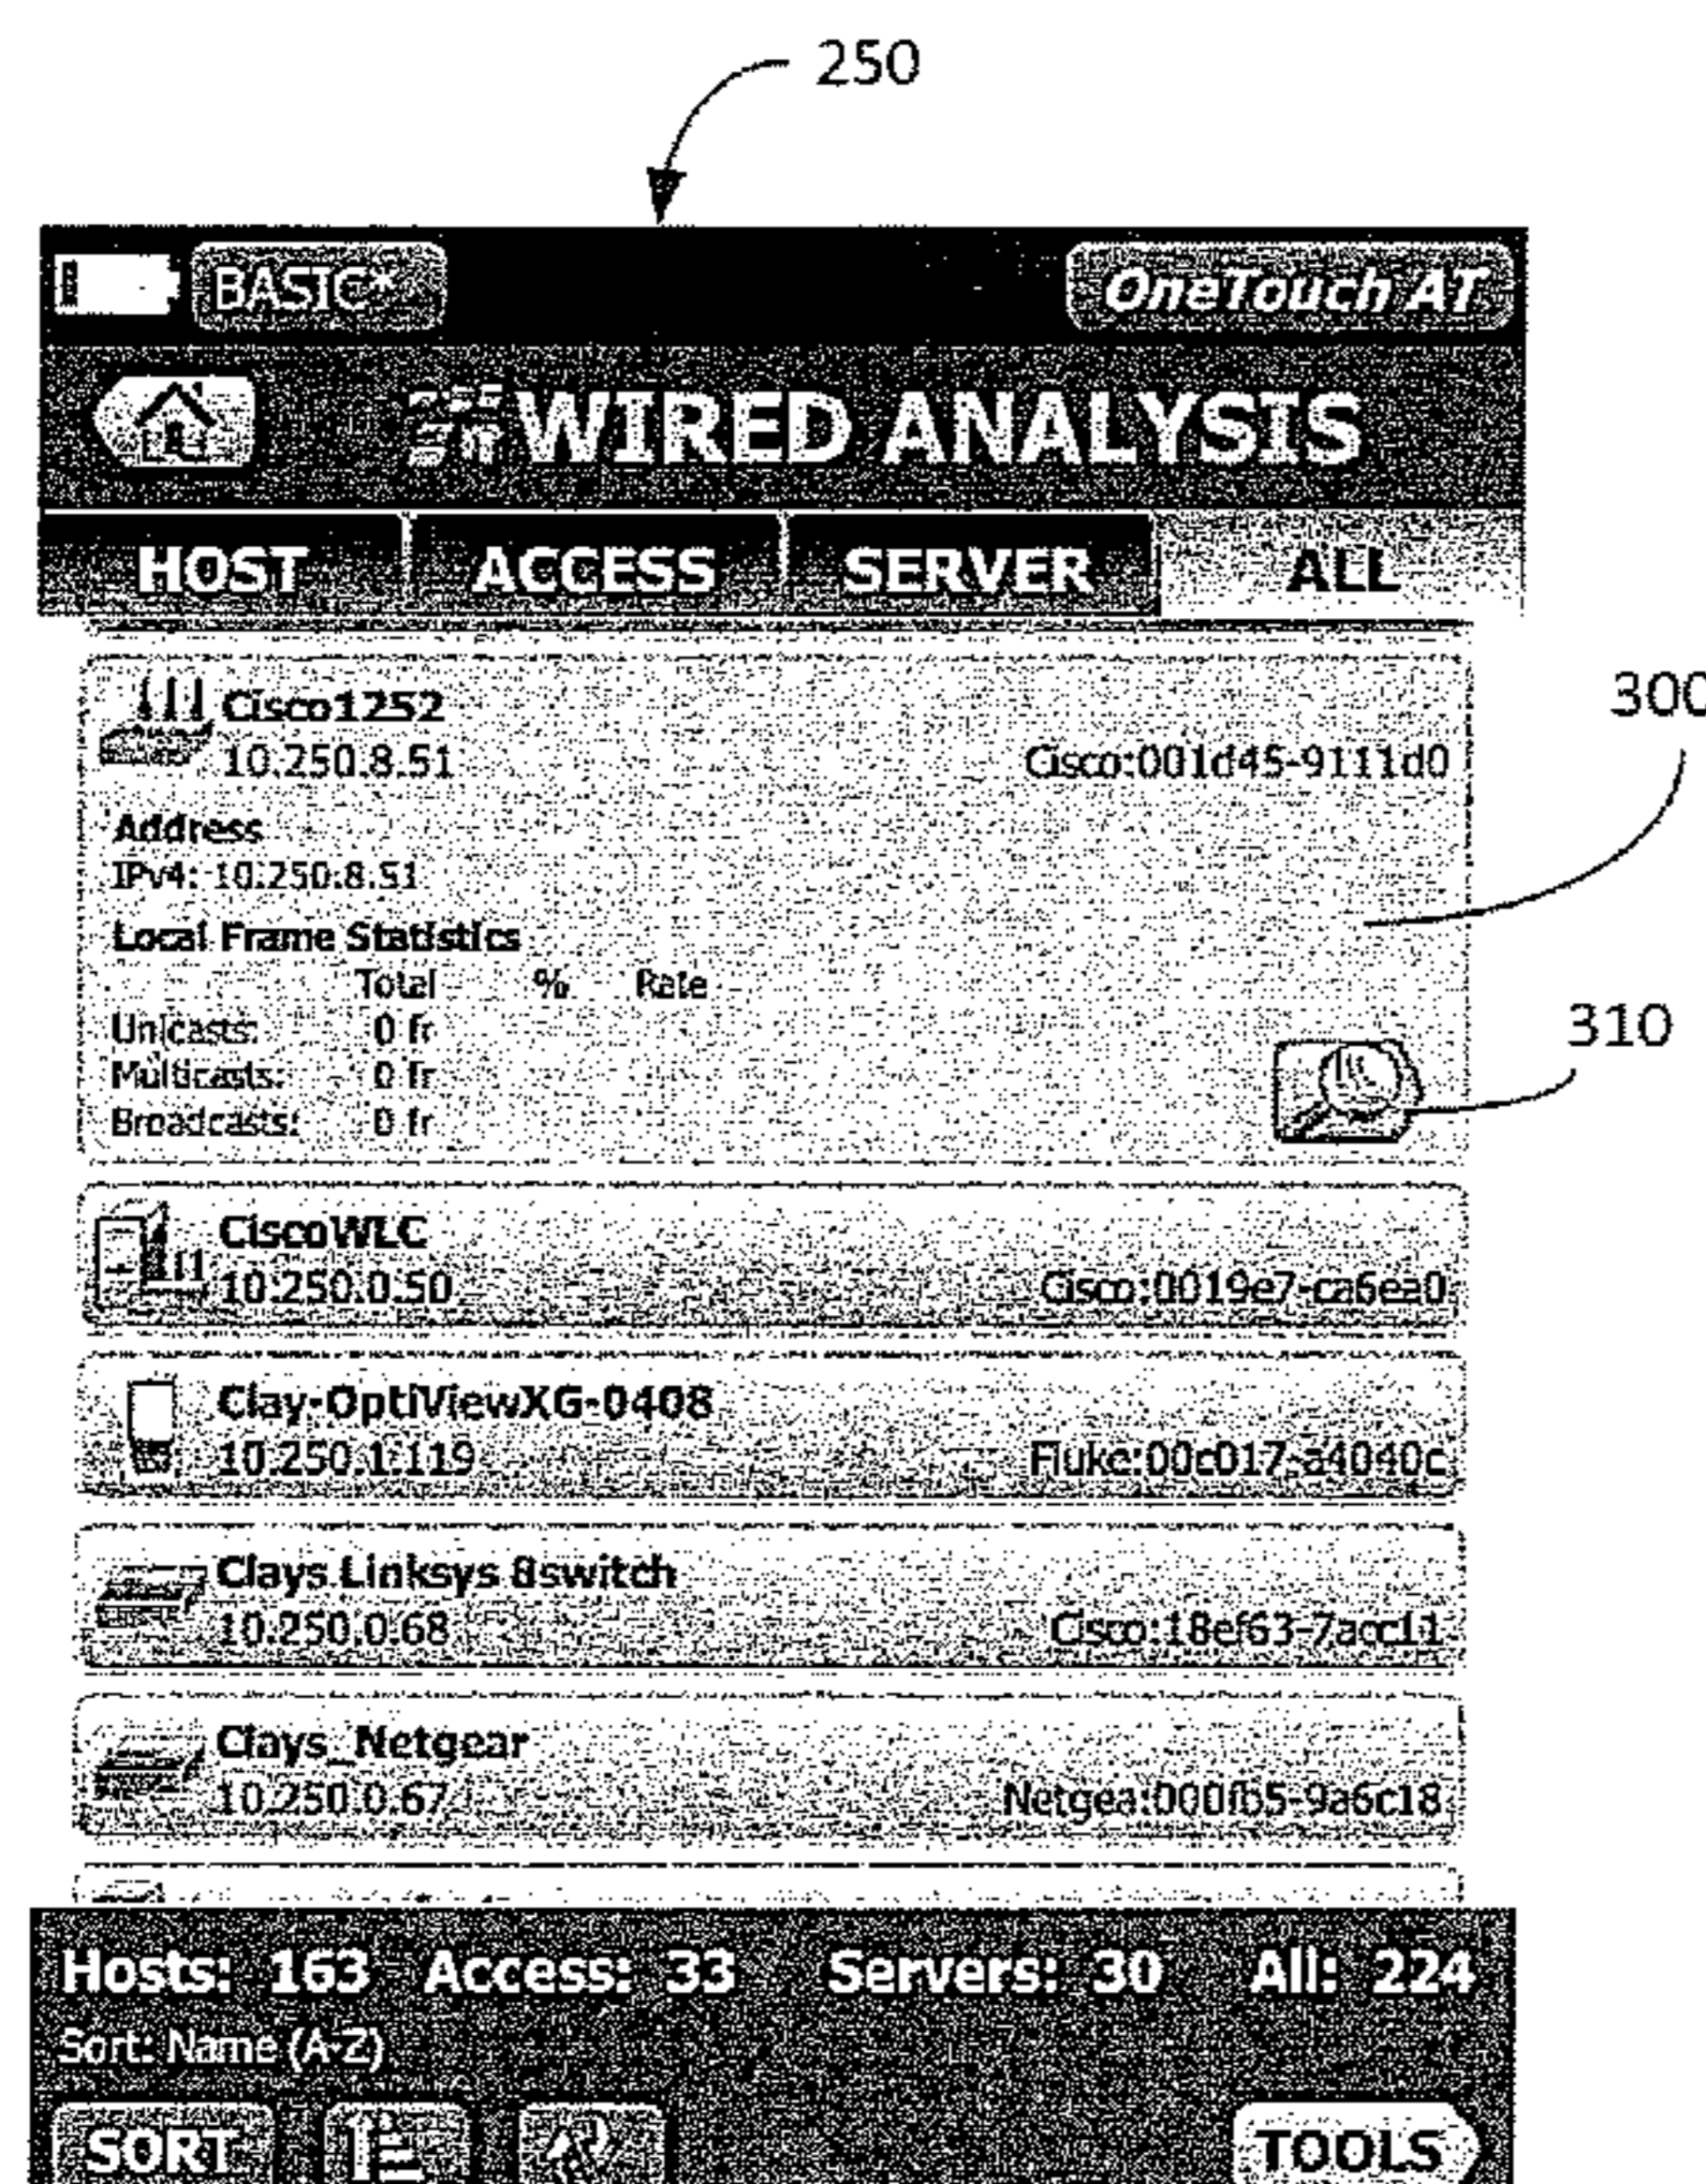 250
BASIC* OneTouch AT
WIRED ANALYSIS
HOST ACCESS SERVER ALL
Cisco1252
10.250.8.51 Cisco:001d45-9111d0
300
Address
IPv4: 10.250.8.51
Local Frame Statistics
Total % Rate
310
Unicasts: 0 fr
Multicasts: 0 fr
Broadcasts: 0 fr
CiscoWLC
10.250.0.50 Cisco:0019e7-ca6ea0
Clay-OptiViewXG-0408
10.250.1.119 Fluke:00c017-a4040c
Clays Linksys 8switch
10.250.0.68 Cisco:18ef63-7acc11
Clays_Netgear
10.250.0.67 Netgea:000fb5-9a6c18
Hosts: 163 Access: 33 Servers: 30 All: 224
Sort: Name (A-Z)
SORT TOOLS